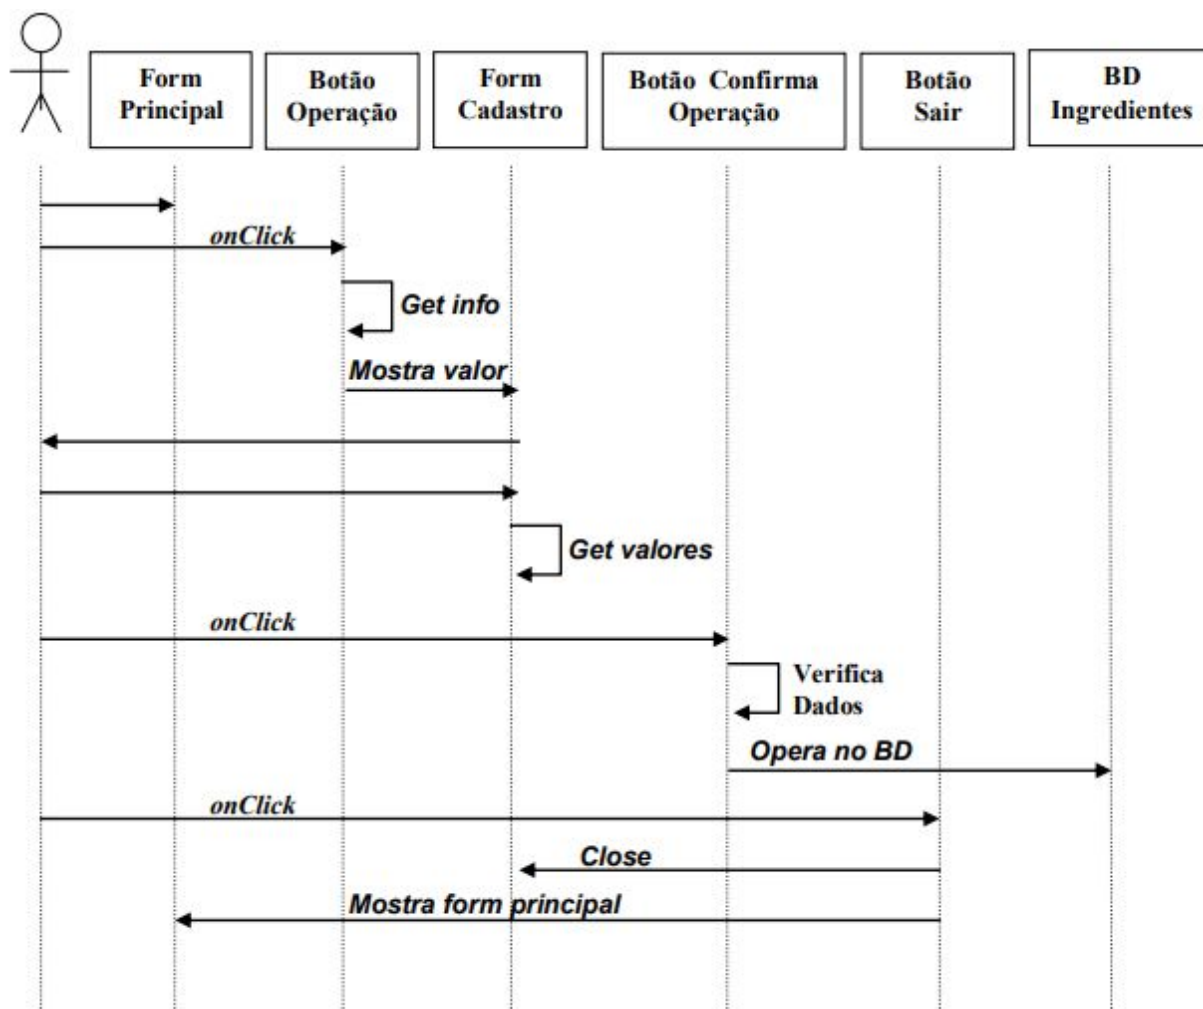 Form
Principal
Botão
Operação
Form
Cadastro
Botão Confirma
Operação
Botão
Sair
BD
Ingredientes
onClick
Get info
Mostra valor
Get valores
onClick
Verifica
Dados
Opera no BD
onClick
Close
Mostra form principal